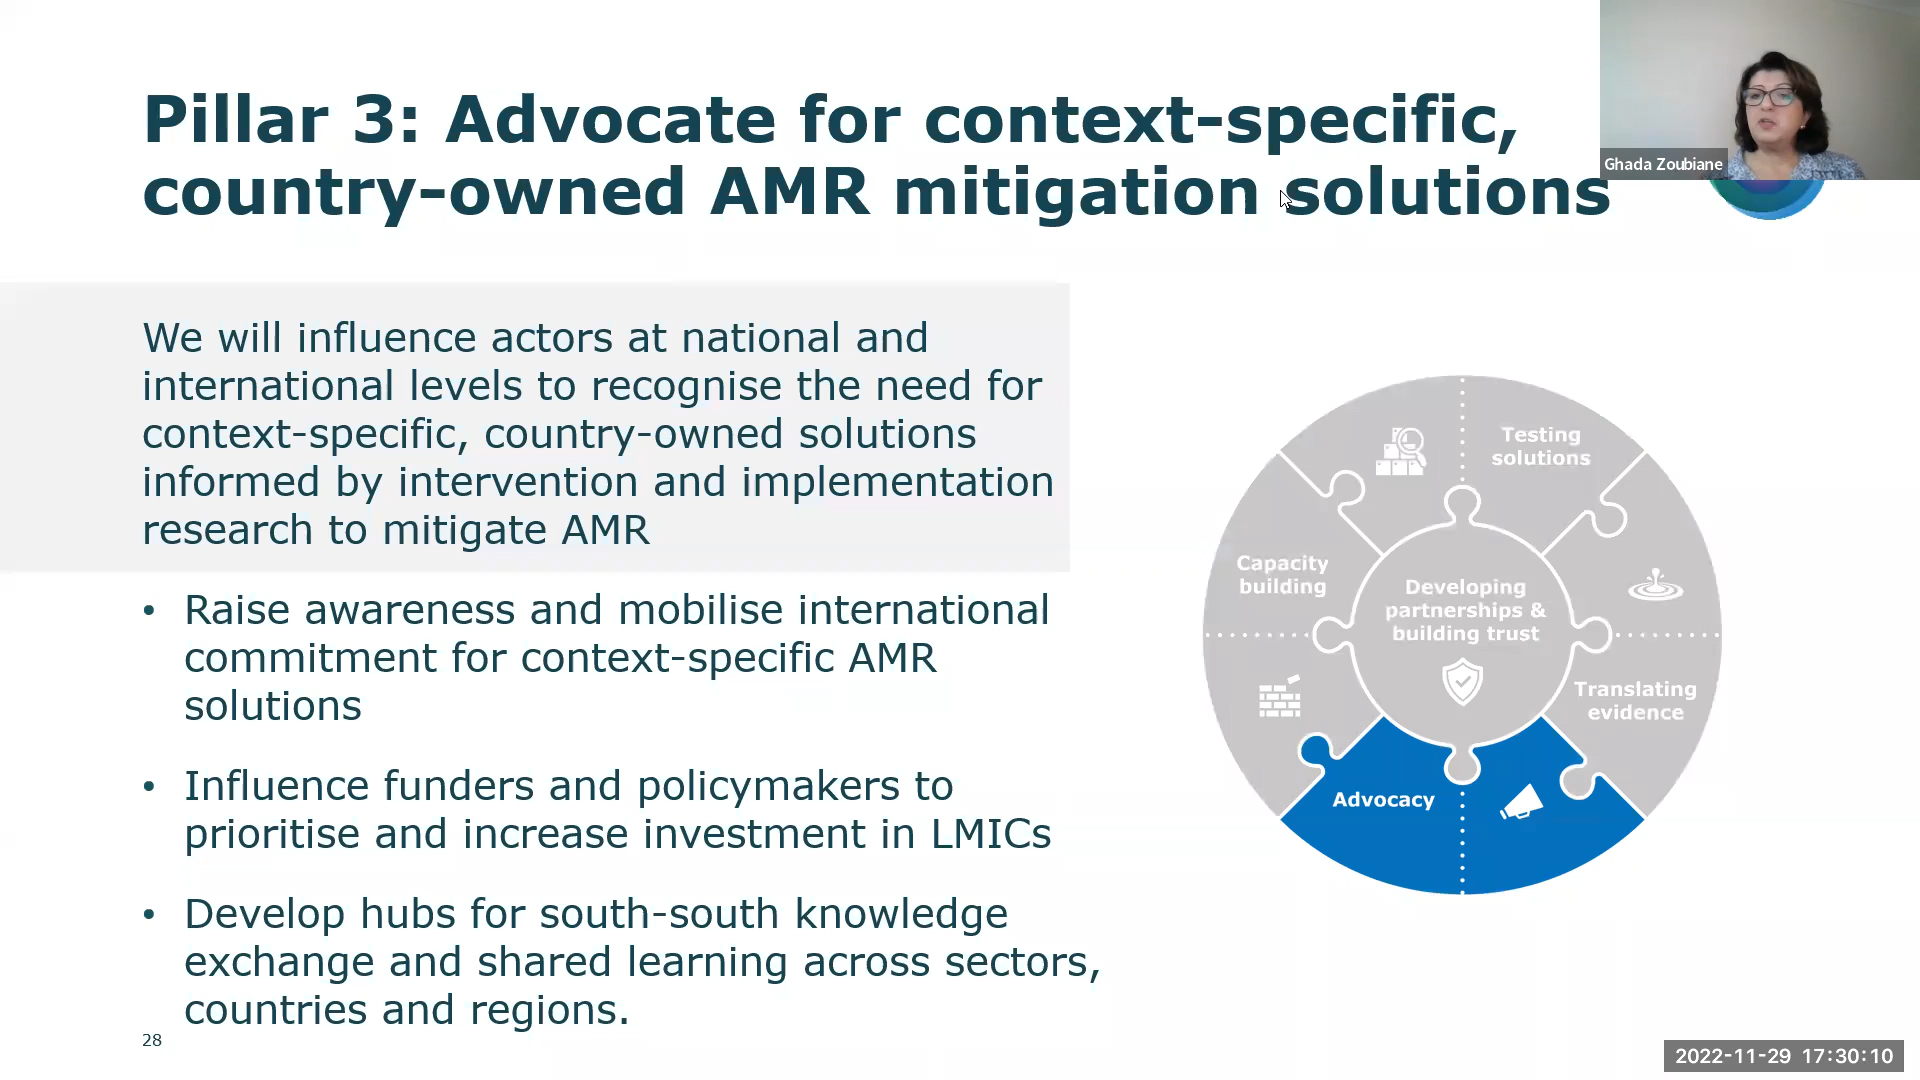 Pillar 3: Advocate for context-specific,
country-owned AMR mitigation solutions
Ghada Zoubiane
We will influence actors at national and
international levels to recognise the need for
context-specific, country-owned solutions
informed by intervention and implementation
research to mitigate AMR
• Raise awareness and mobilise international
commitment for context-specific AMR
solutions
• Influence funders and policymakers to
prioritise and increase investment in LMICs
• Develop hubs for south-south knowledge
exchange and shared learning across sectors,
countries and regions.
Testing
solutions
Capacity
building
Developing
partnerships &
building trust
Translating
evidence
Advocacy
28
2022-11-29 17:30:10